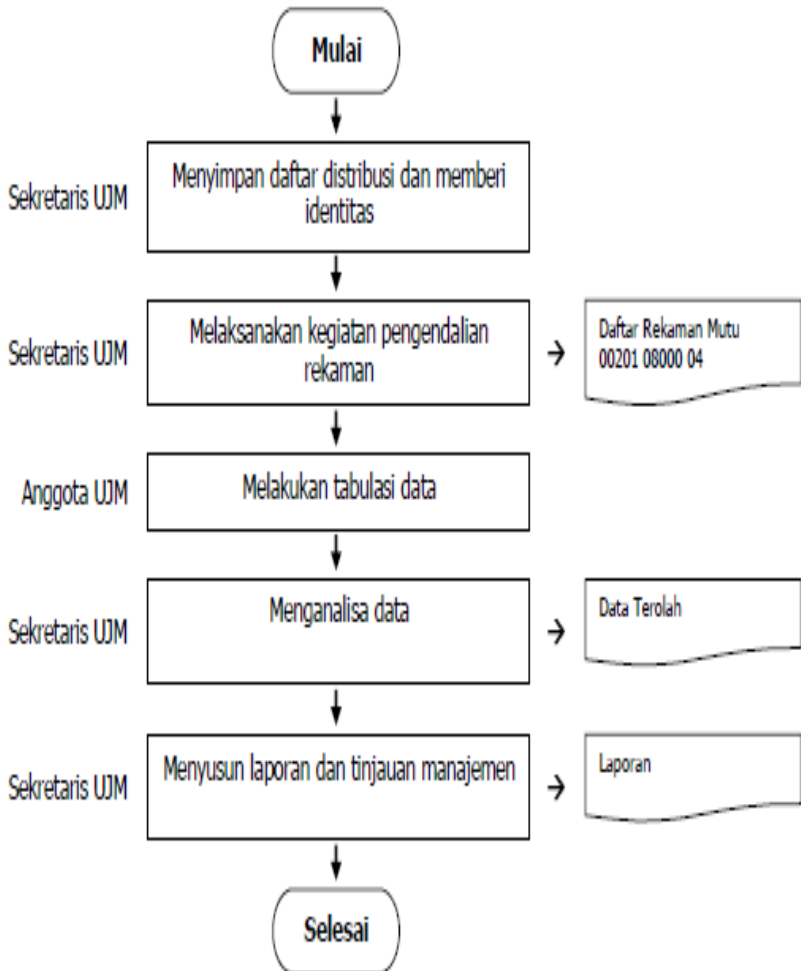 Mulai
Sekretaris UJM
Menyimpan daftar distribusi dan memberi
identitas
Sekretaris UJM
Melaksanakan kegiatan pengendalian
rekaman
Daftar Rekaman Mutu
00201 08000 04
Anggota UJM
Melakukan tabulasi data
Sekretaris UJM
Menganalisa data
Data Terolah
Sekretaris UJM
Menyusun laporan dan tinjauan manajemen
Laporan
Selesai